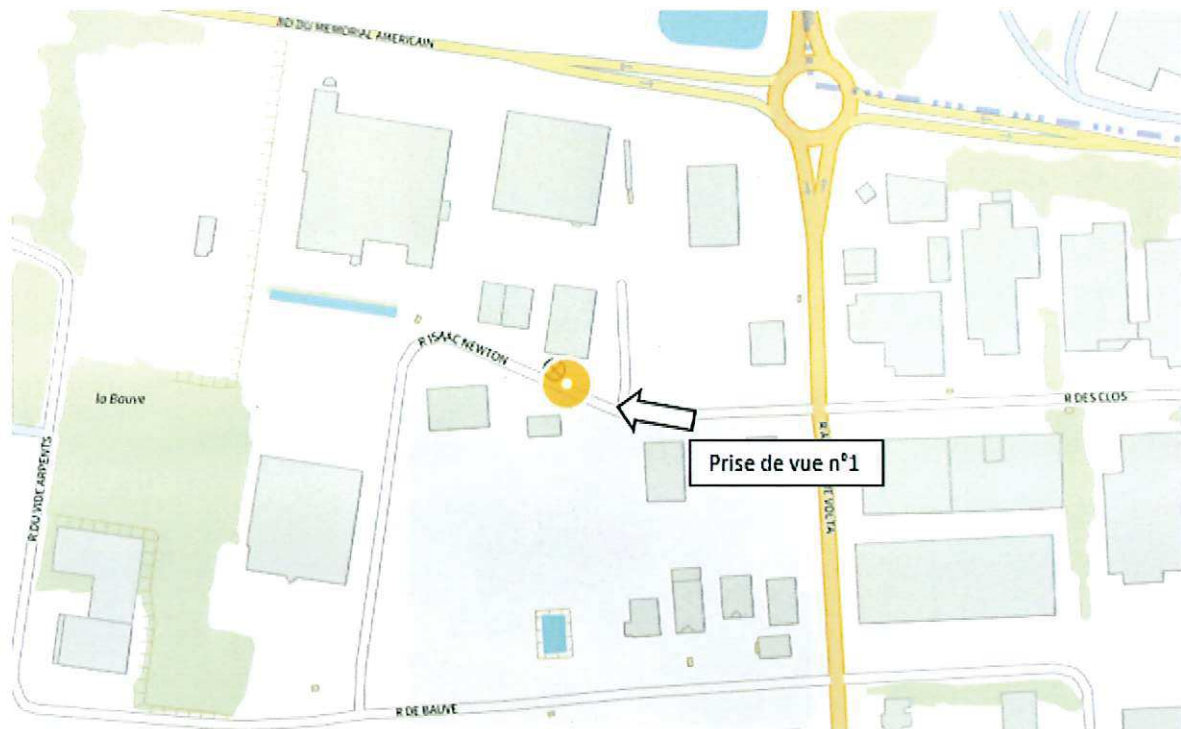 BD DU MEMORIAL AMERICAIN
R ISAAC NEWTON
la Bauve
R DES CLOS
Prise de vue n°1
R DU VIDE ARPENTS
VOLTA
R DE BAUVE